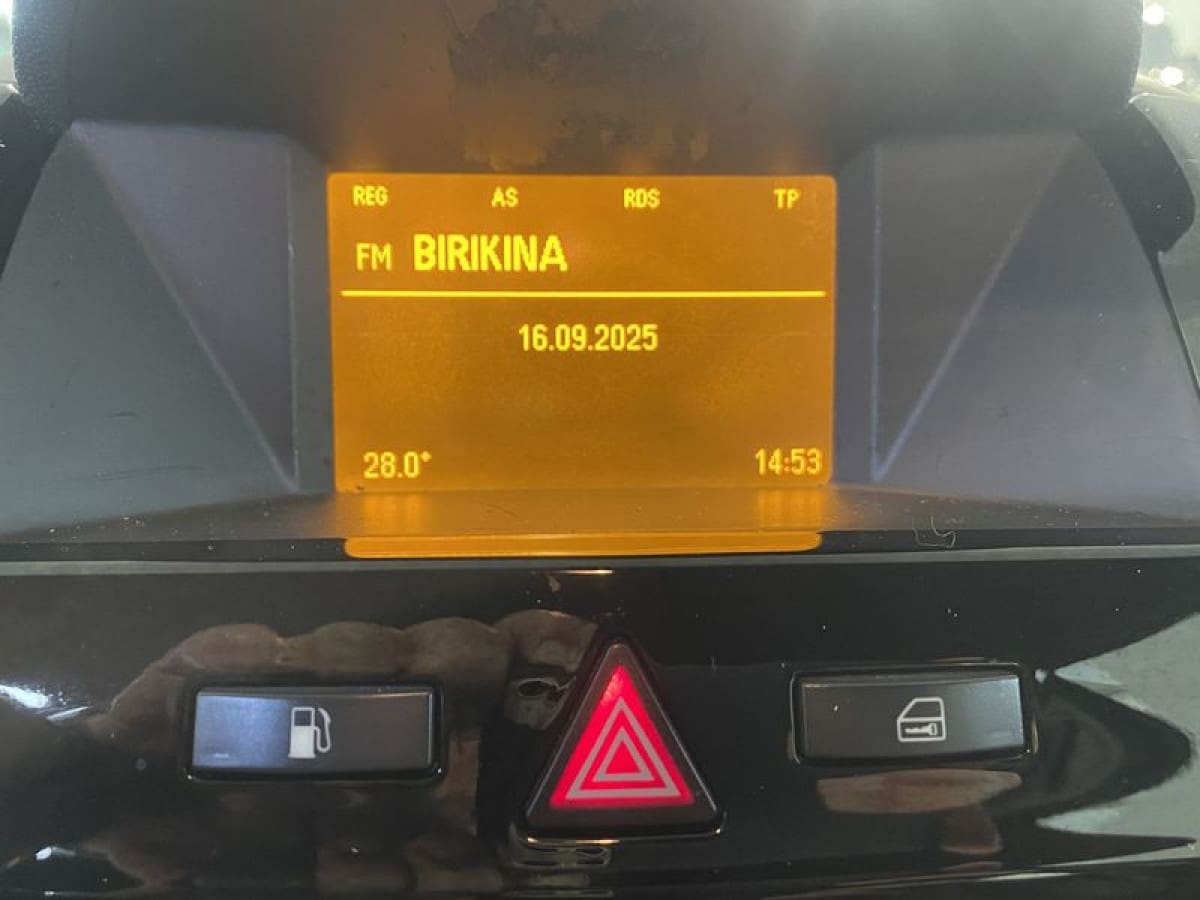 REG AS RDS TP
FM BIRIKINA
16.09.2025
28.0° 14:53